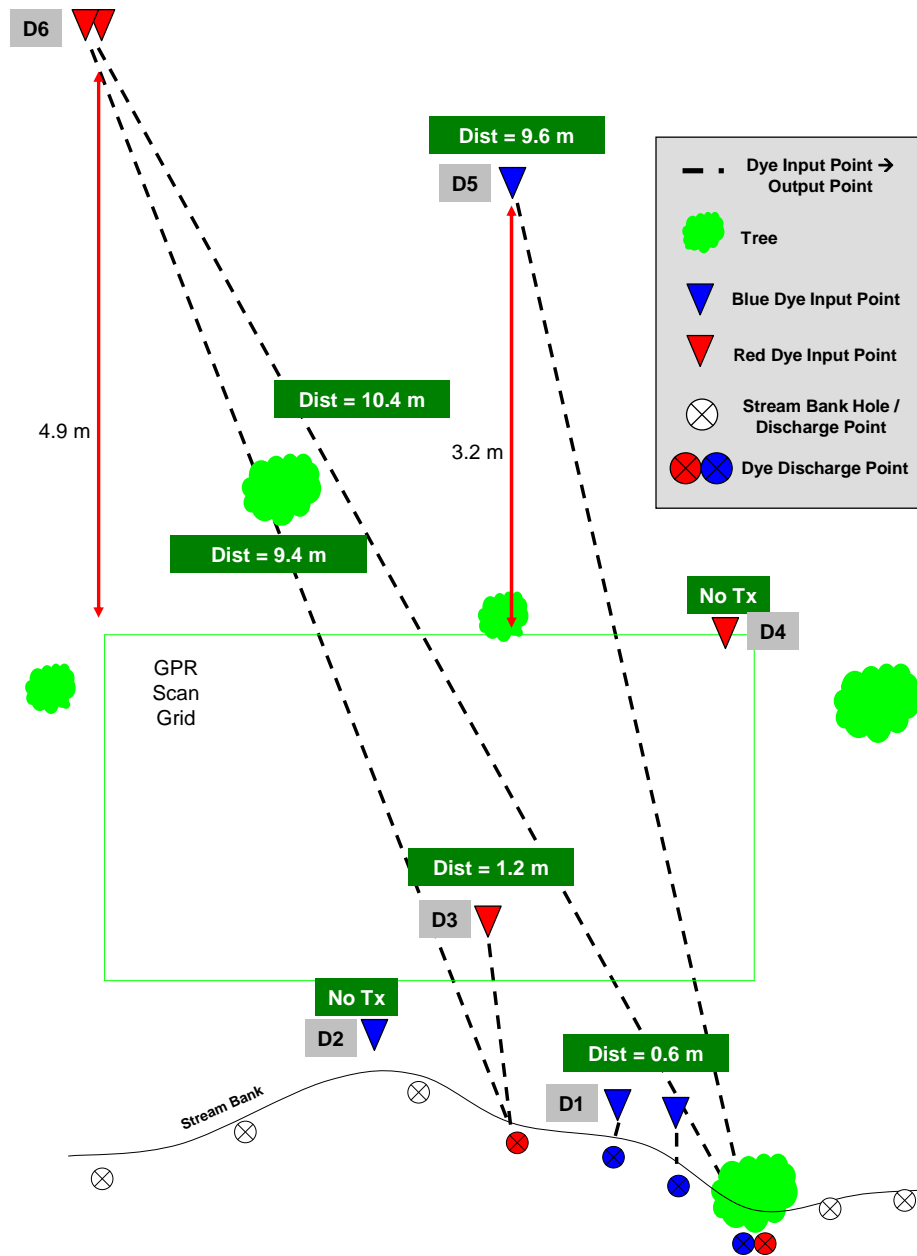 D6
Dist = 9.6 m
D5
Dye Input Point →
Output Point
Tree
Blue Dye Input Point
Red Dye Input Point
Stream Bank Hole /
Discharge Point
Dye Discharge Point
Dist = 10.4 m
4.9 m
3.2 m
Dist = 9.4 m
No Tx
D4
GPR
Scan
Grid
Dist = 1.2 m
D3
No Tx
D2
Dist = 0.6 m
D1
Stream Bank